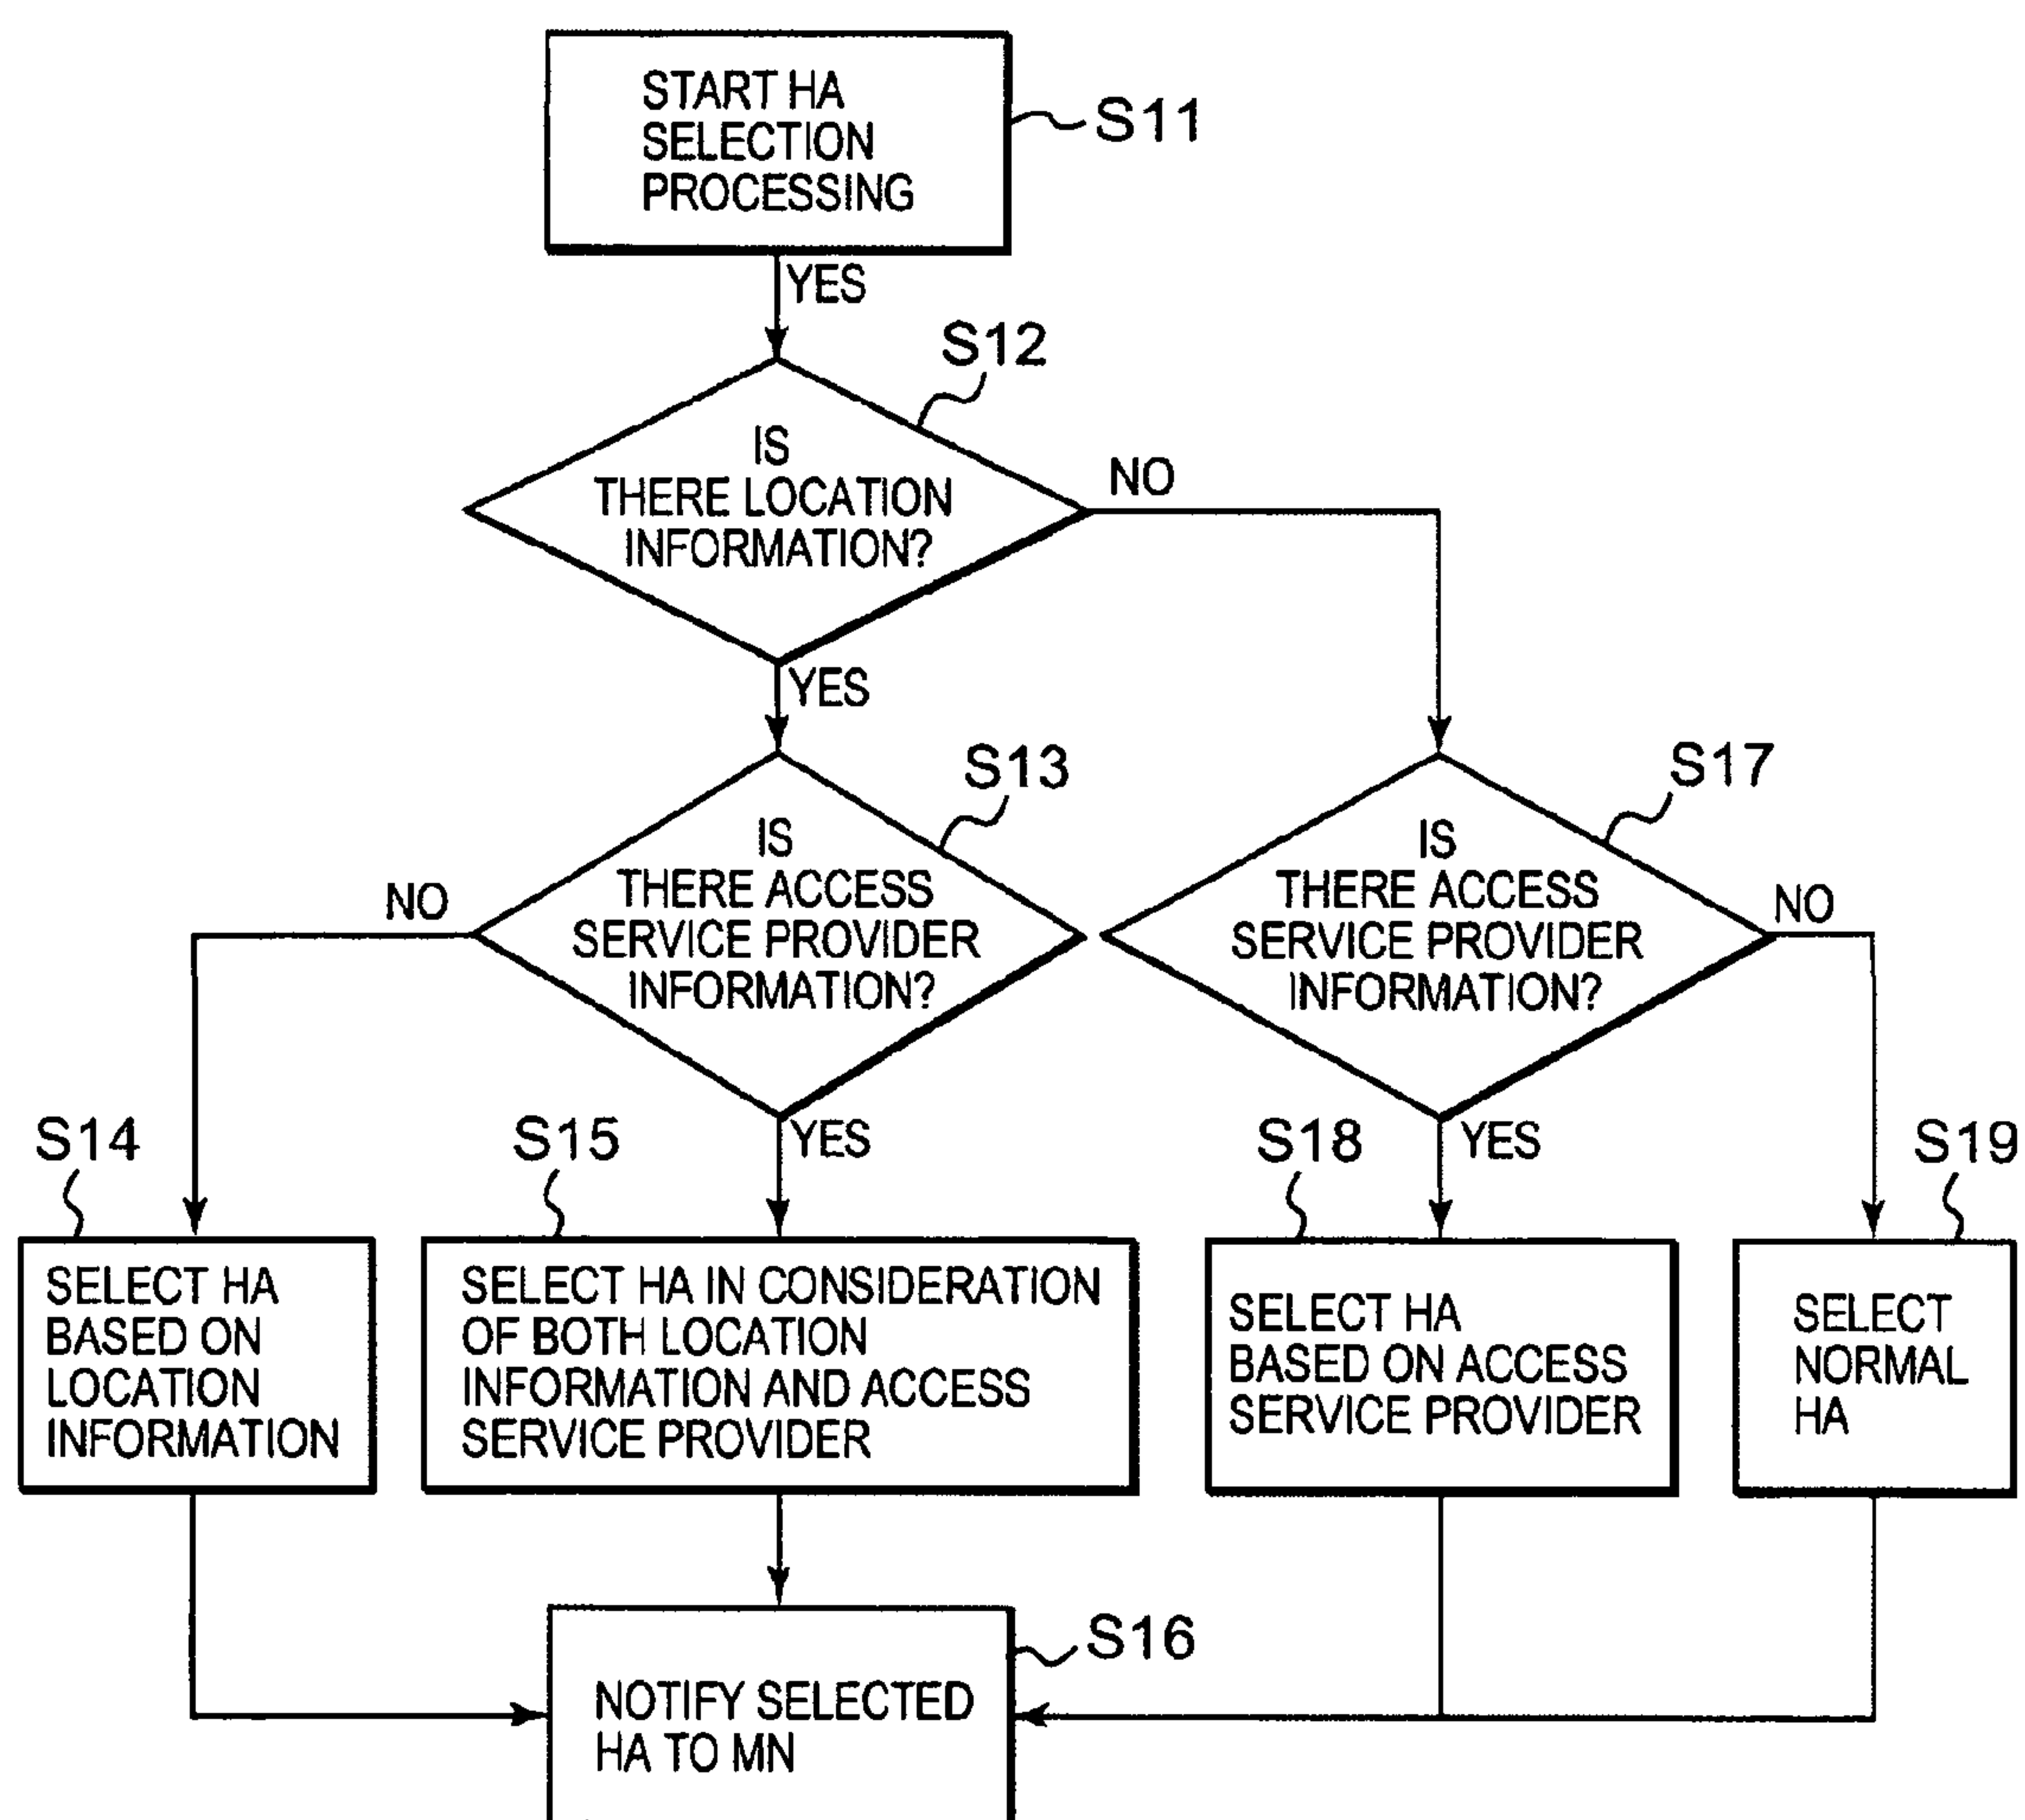 START HA
SELECTION
PROCESSING
S11
YES
S12
IS
THERE LOCATION
INFORMATION?
NO
YES
S13
IS
THERE ACCESS
SERVICE PROVIDER
INFORMATION?
NO
S17
IS
THERE ACCESS
SERVICE PROVIDER
INFORMATION?
NO
S14
S15
YES
S18
YES
S19
SELECT HA
BASED ON
LOCATION
INFORMATION
SELECT HA IN CONSIDERATION
OF BOTH LOCATION
INFORMATION AND ACCESS
SERVICE PROVIDER
SELECT HA
BASED ON ACCESS
SERVICE PROVIDER
SELECT
NORMAL
HA
S16
NOTIFY SELECTED
HA TO MN